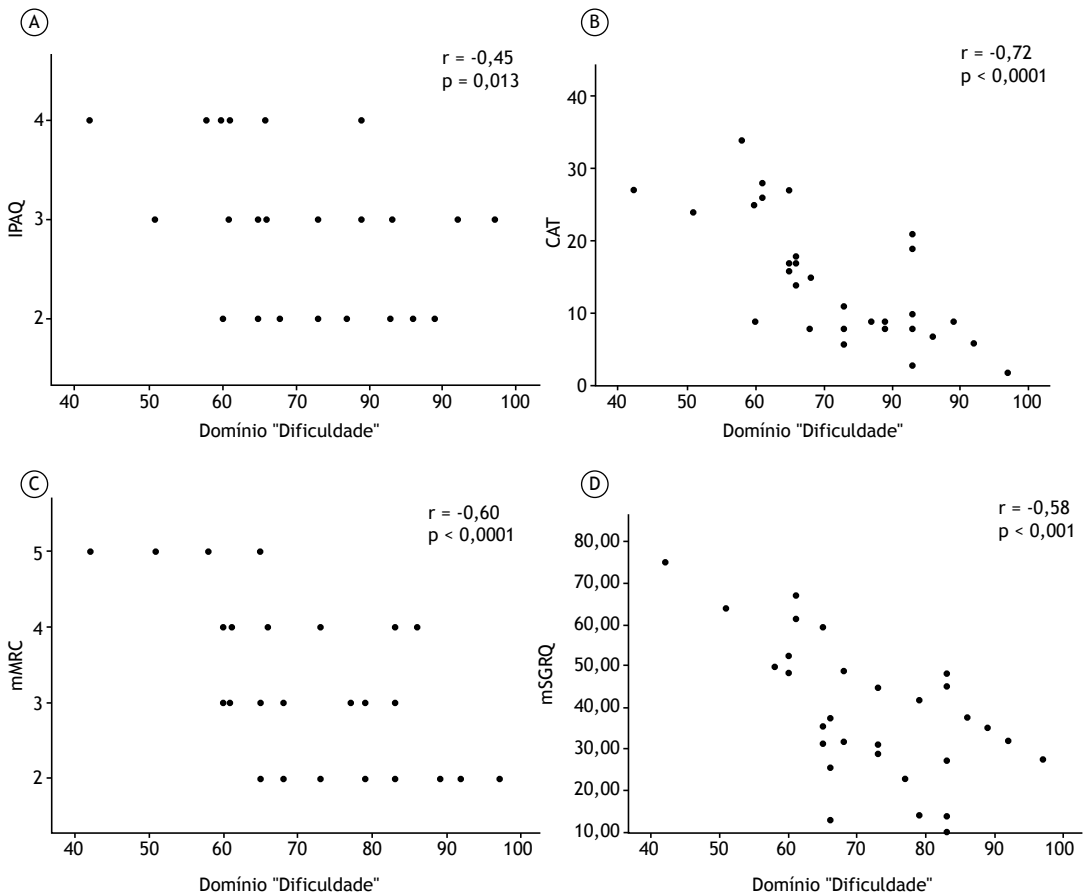 A
r = -0,45
p = 0,013
4
3
2
IPAQ
40 50 60 70 90 90 100
Domínio "Dificuldade"
B
r = -0,72
p < 0,0001
40
30
20
10
0
CAT
40 50 60 70 90 90 100
Domínio "Dificuldade"
C
r = -0,60
p < 0,0001
5
4
3
2
mMRC
40 50 60 70 80 90 100
Domínio "Dificuldade"
D
r = -0,58
p < 0,001
80,00
70,00
60,00
50,00
40,00
30,00
20,00
10,00
mSGRQ
40 50 60 70 80 90 100
Domínio "Dificuldade"